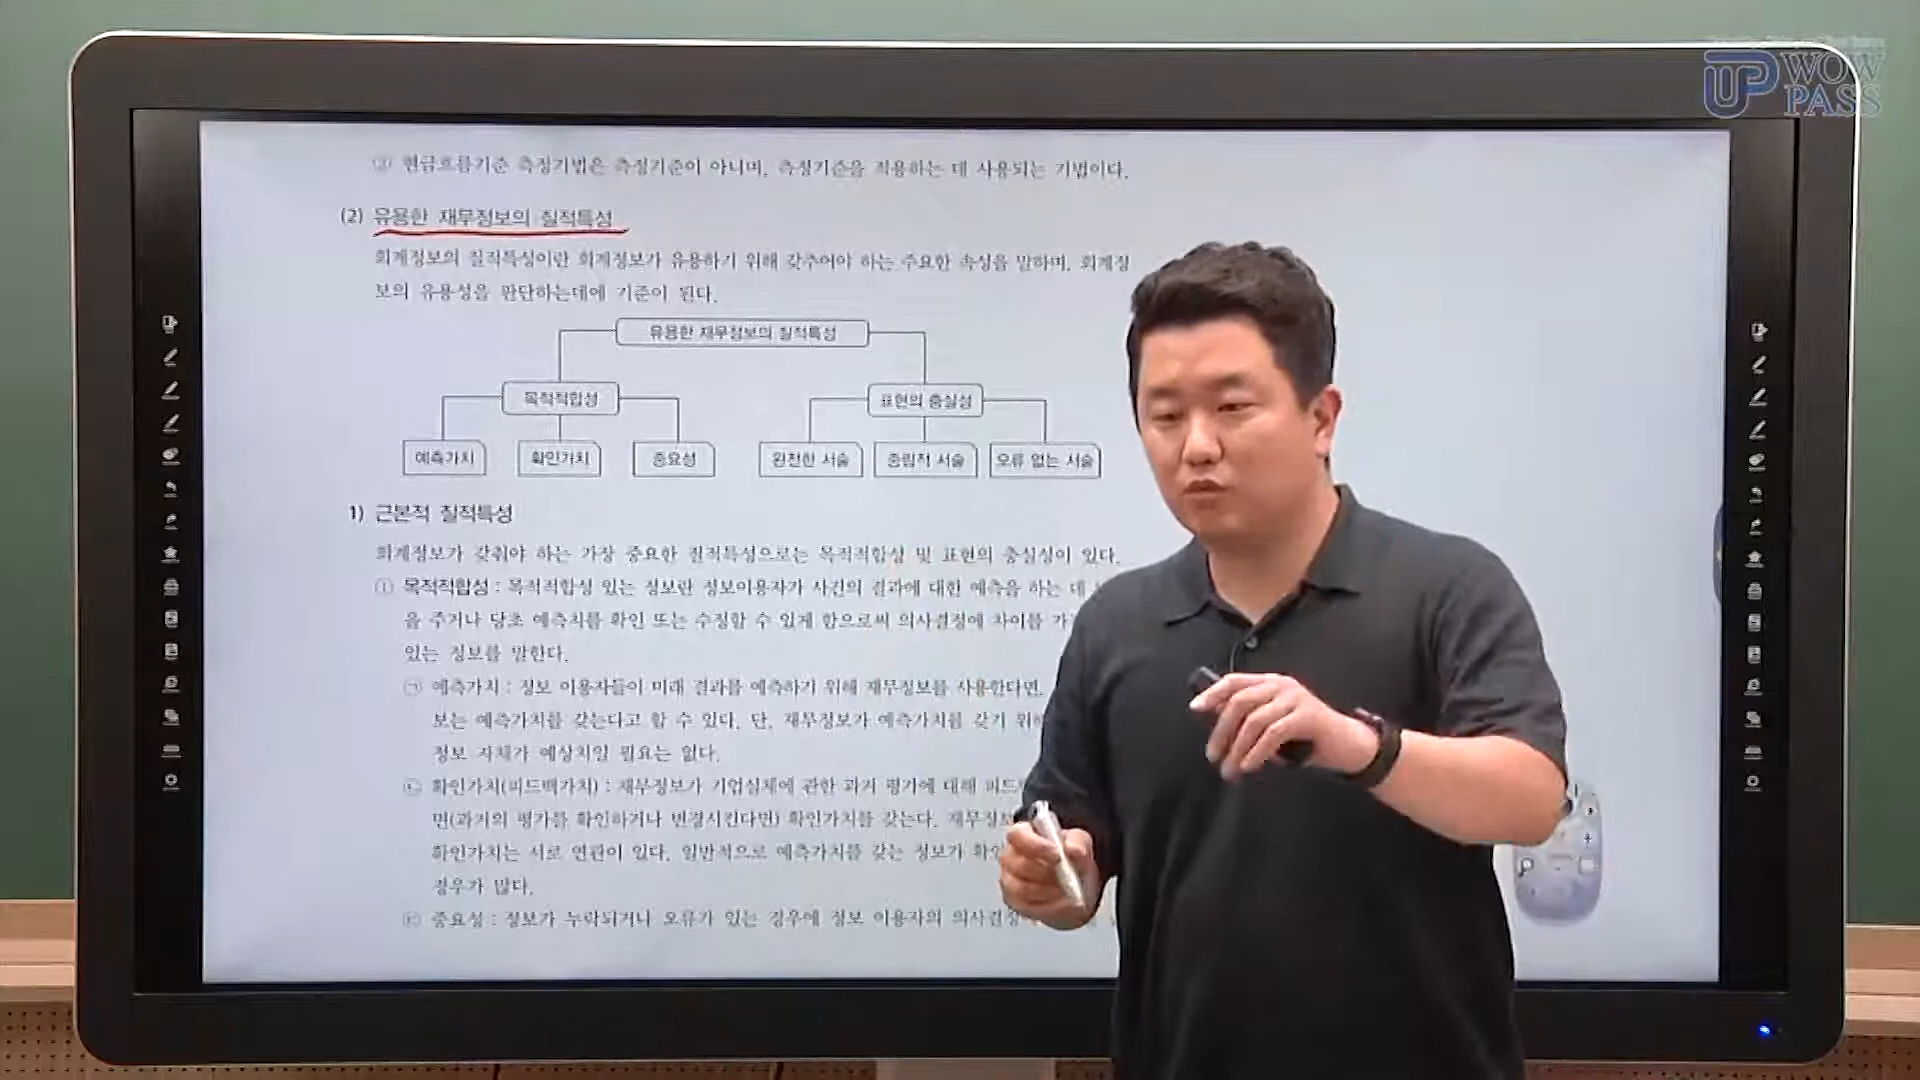 UP WOW PASS
③ 현금흐름기준 측정기법은 측정기준이 아니며, 측정기준을 적용하는 데 사용되는 기법이다.
(2) 유용한 재무정보의 질적특성
회계정보의 질적특성이란 회계정보가 유용하기 위해 갖추어야 하는 주요한 속성을 말하며, 회계정
보의 유용성을 판단하는데에 기준이 된다.
유용한 재무정보의 질적특성
목적적합성 표현의 충실성
예측가치 확인가치 중요성 완전한 서술 중립적 서술 오류 없는 서술
1) 근본적 질적특성
회계정보가 갖춰야 하는 가장 중요한 질적특성으로는 목적적합성 및 표현의 충실성이 있다.
① 목적적합성 : 목적적합성 있는 정보란 정보이용자가 사건의 결과에 대한 예측을 하는 데
을 주거나 당초 예측치를 확인 또는 수정할 수 있게 함으로써 의사결정에 차이를
있는 정보를 말한다.
㉠ 예측가치 : 정보 이용자들이 미래 결과를 예측하기 위해 재무정보를 사용한다면,
보는 예측가치를 갖는다고 할 수 있다. 단, 재무정보가 예측가치를 갖기
정보 자체가 예상치일 필요는 없다.
㉡ 확인가치(피드백가치) : 재무정보가 기업실체에 관한 과거 평가에 대해
면(과거의 평가를 확인하거나 변경시킨다면) 확인가치를 갖는다.
확인가치는 서로 연관이 있다. 일반적으로 예측가치를 갖는 정보가
경우가 많다.
㉢ 중요성 : 정보가 누락되거나 오류가 있는 경우에 정보 이용자의